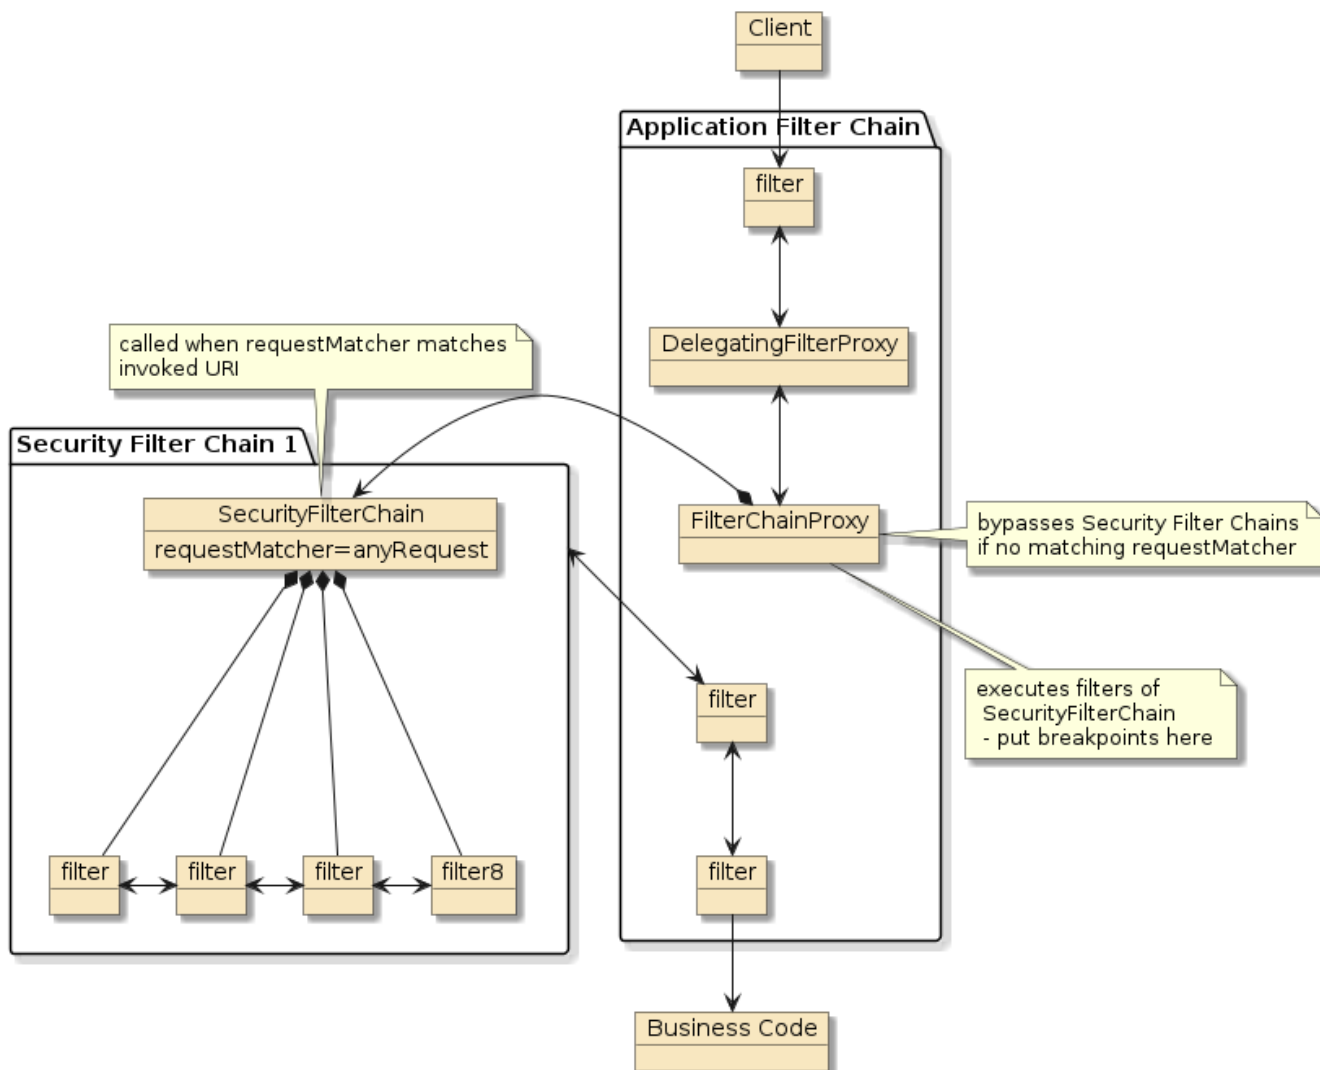 Client
Application Filter Chain
filter
DelegatingFilterProxy
called when requestMatcher matches
invoked URI
Security Filter Chain 1
SecurityFilterChain
requestMatcher=anyRequest
FilterChainProxy
bypasses Security Filter Chains
if no matching requestMatcher
executes filters of
SecurityFilterChain
- put breakpoints here
filter
filter
filter
filter
filter8
filter
Business Code